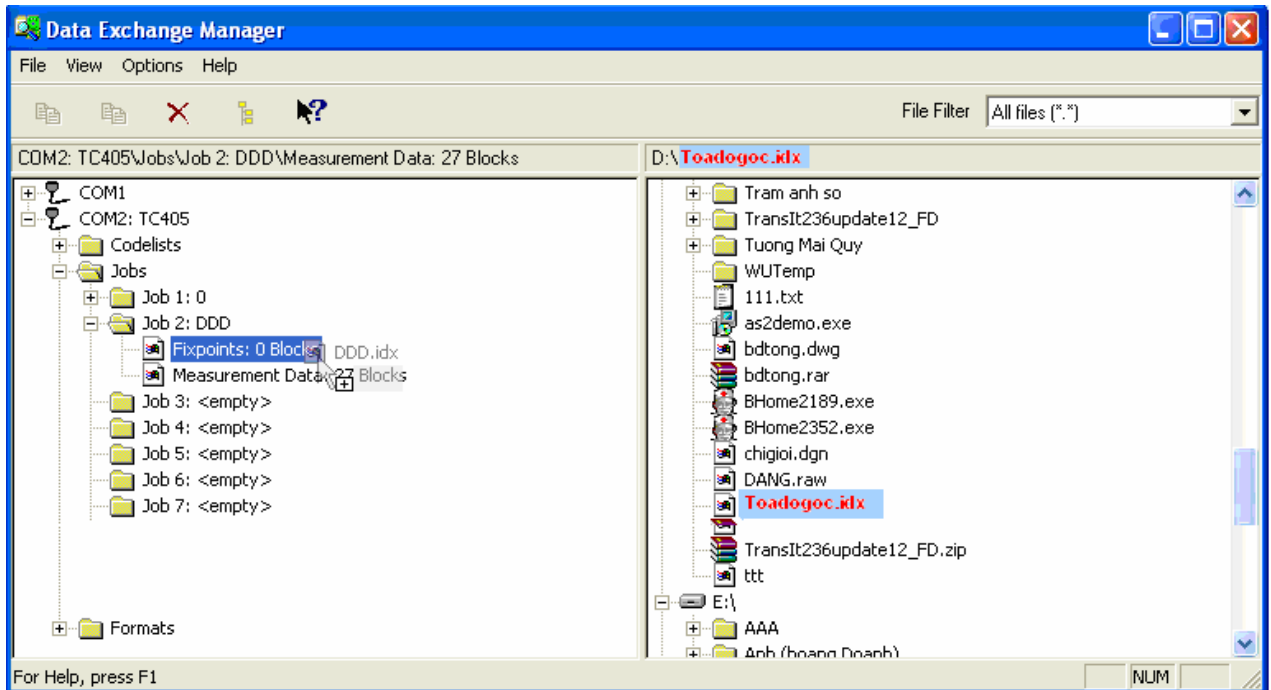 Data Exchange Manager
File View Options Help
File Filter All files (*.*)
COM2: TC405\Jobs\Job 2: DDD\Measurement Data: 27 Blocks
D:\Toadogoc.idx
COM1
COM2: TC405
Codelists
Jobs
Job 1: 0
Job 2: DDD
Fixpoints: 0 Blocks
DDD.idx
Measurement Data: 27 Blocks
Job 3: <empty>
Job 4: <empty>
Job 5: <empty>
Job 6: <empty>
Job 7: <empty>
Formats
Tram anh so
TransIt236update12_FD
Tuong Mai Quy
WUTemp
111.txt
as2demo.exe
bdtong.dwg
bdtong.rar
BHome2189.exe
BHome2352.exe
chigioi.dgn
DANG.raw
Toadogoc.idx
TransIt236update12_FD.zip
ttt
E:\
AAA
Anh (hoang Doanh)
For Help, press F1
NUM